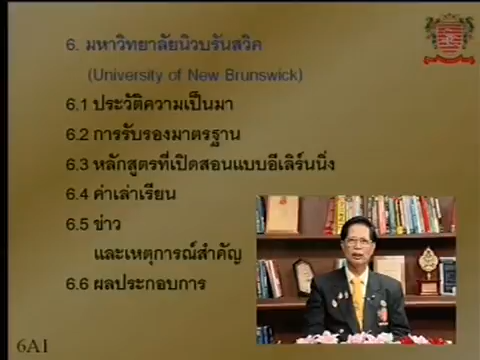 6. มหาวิทยาลัยนิวบรันสวิค
(University of New Brunswick)
6.1 ประวัติความเป็นมา
6.2 การรับรองมาตรฐาน
6.3 หลักสูตรที่เปิดสอนแบบอีเลิร์นนิ่ง
6.4 ค่าเล่าเรียน
6.5 ข่าว
และเหตุการณ์สำคัญ
6.6 ผลประกอบการ
6A1